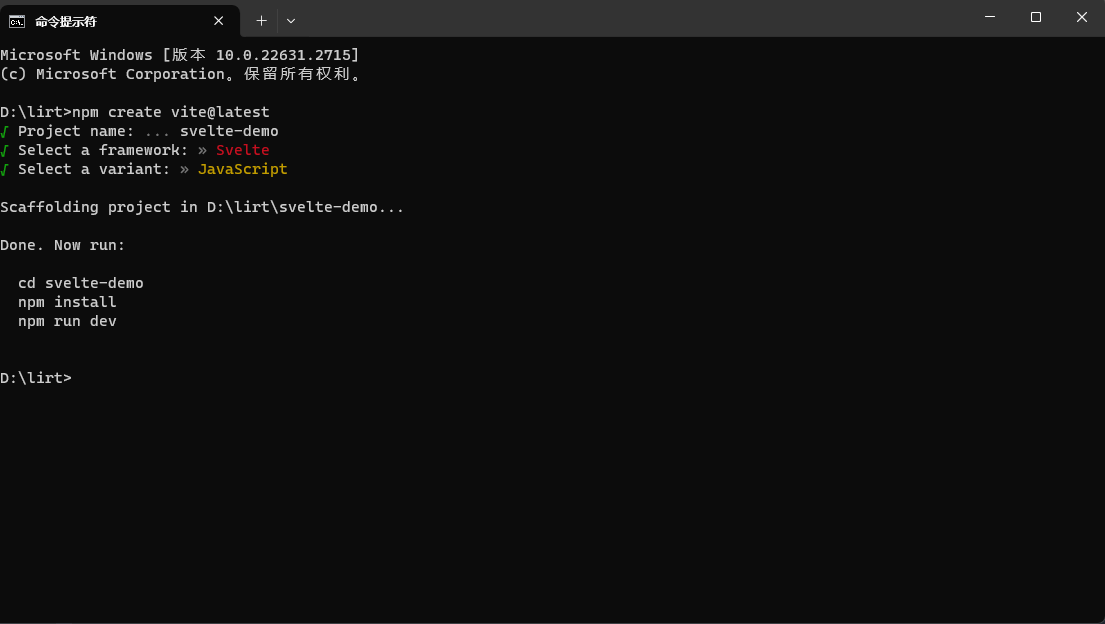 命令提示符
Microsoft Windows [版本 10.0.22631.2715]
(c) Microsoft Corporation。保留所有权利。
D:\lirt>npm create vite@latest
√ Project name: ... svelte-demo
√ Select a framework: » Svelte
√ Select a variant: » JavaScript
Scaffolding project in D:\lirt\svelte-demo...
Done. Now run:
cd svelte-demo
npm install
npm run dev
D:\lirt>